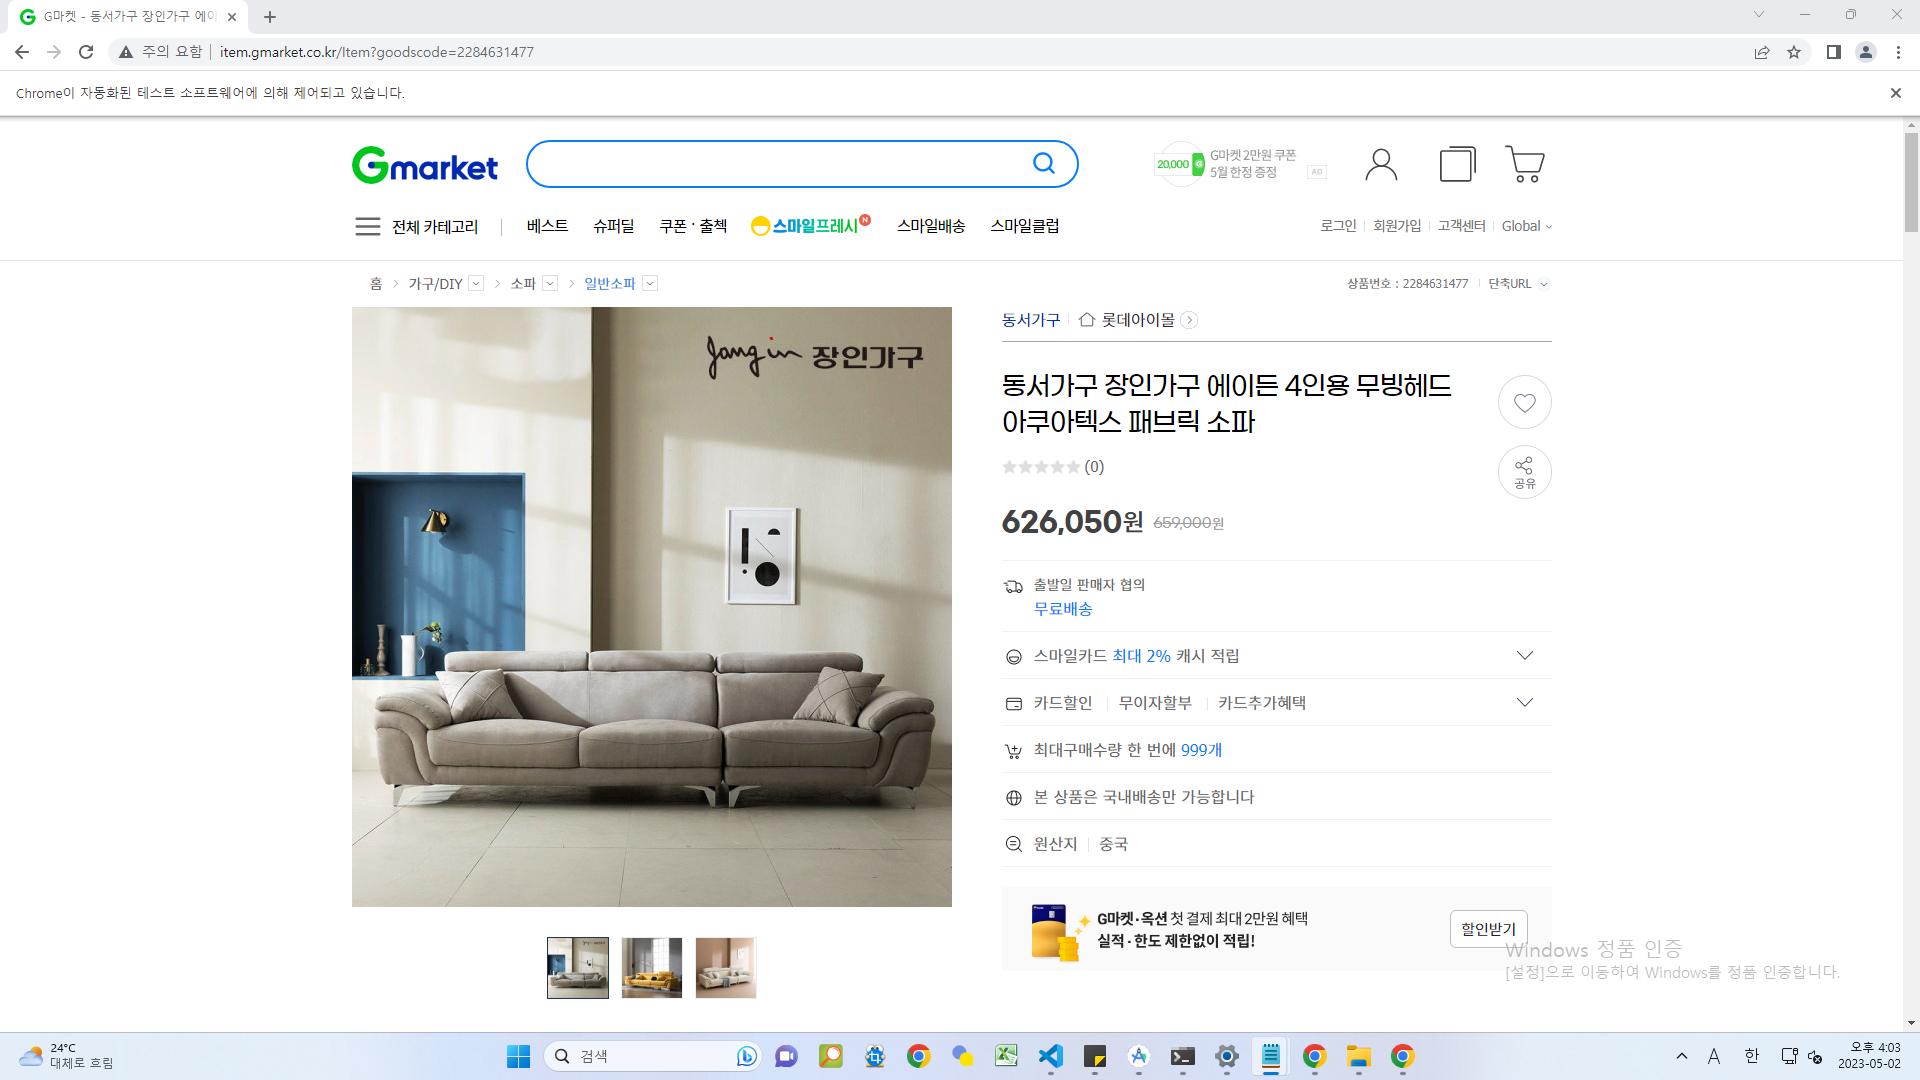 G마켓 - 동서가구 장인가구 에이
주의 요함
item.gmarket.co.kr/Item?goodscode=2284631477
Chrome이 자동화된 테스트 소프트웨어에 의해 제어되고 있습니다.
Gmarket
20,000 G
G마켓 2만원 쿠폰
5월 한정 증정
AD
전체 카테고리
베스트
슈퍼딜
쿠폰·출첵
스마일프레시 N
스마일배송
스마일클럽
로그인
회원가입
고객센터
Global
홈
가구/DIY
소파
일반소파
상품번호 : 2284631477
단축URL
Jangin 장인가구
동서가구
롯데아이몰
동서가구 장인가구 에이든 4인용 무빙헤드
아쿠아텍스 패브릭 소파
(0)
공유
626,050원 659,000원
출발일 판매자 협의
무료배송
스마일카드 최대 2% 캐시 적립
카드할인
무이자할부
카드추가혜택
최대구매수량 한 번에 999개
본 상품은 국내배송만 가능합니다
원산지
중국
G마켓·옥션 첫 결제 최대 2만원 혜택
실적·한도 제한없이 적립!
할인받기
Windows 정품 인증
[설정]으로 이동하여 Windows를 정품 인증합니다.
24°C
대체로 흐림
검색
A
한
오후 4:03
2023-05-02